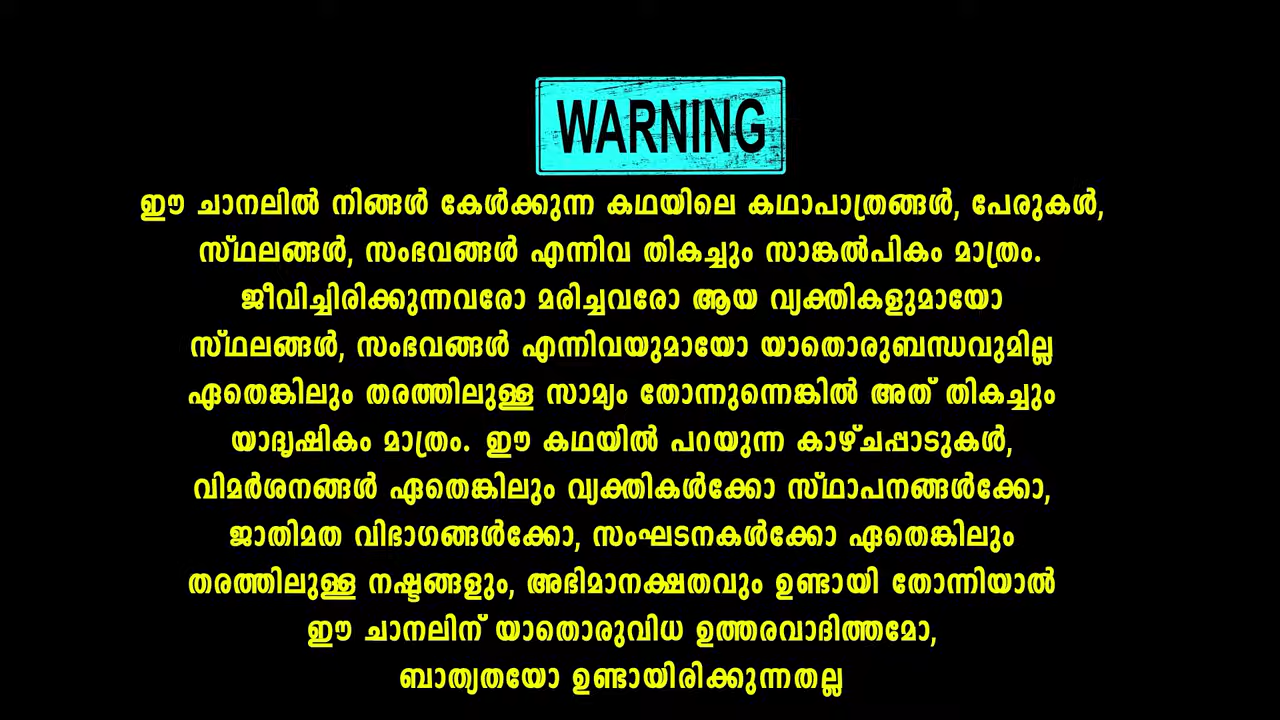 WARNING
ഈ ചാനലിൽ നിങ്ങൾ കേൾക്കുന്ന കഥയിലെ കഥാപാത്രങ്ങൾ, പേരുകൾ,
സ്ഥലങ്ങൾ, സംഭവങ്ങൾ എന്നിവ തികച്ചും സാങ്കൽപികം മാത്രം.
ജീവിച്ചിരിക്കുന്നവരോ മരിച്ചവരോ ആയ വ്യക്തികളുമായോ
സ്ഥലങ്ങൾ, സംഭവങ്ങൾ എന്നിവയുമായോ യാതൊരുബന്ധവുമില്ല
ഏതെങ്കിലും തരത്തിലുള്ള സാമ്യം തോന്നുന്നെങ്കിൽ അത് തികച്ചും
യാദൃഷികം മാത്രം. ഈ കഥയിൽ പറയുന്ന കാഴ്ചപ്പാടുകൾ,
വിമർശനങ്ങൾ ഏതെങ്കിലും വ്യക്തികൾക്കോ സ്ഥാപനങ്ങൾക്കോ,
ജാതിമത വിഭാഗങ്ങൾക്കോ, സംഘടനകൾക്കോ ഏതെങ്കിലും
തരത്തിലുള്ള നഷ്ടങ്ങളും, അഭിമാനക്ഷതവും ഉണ്ടായി തോന്നിയാൽ
ഈ ചാനലിന് യാതൊരുവിധ ഉത്തരവാദിത്തമോ,
ബാത്യതയോ ഉണ്ടായിരിക്കുന്നതല്ല